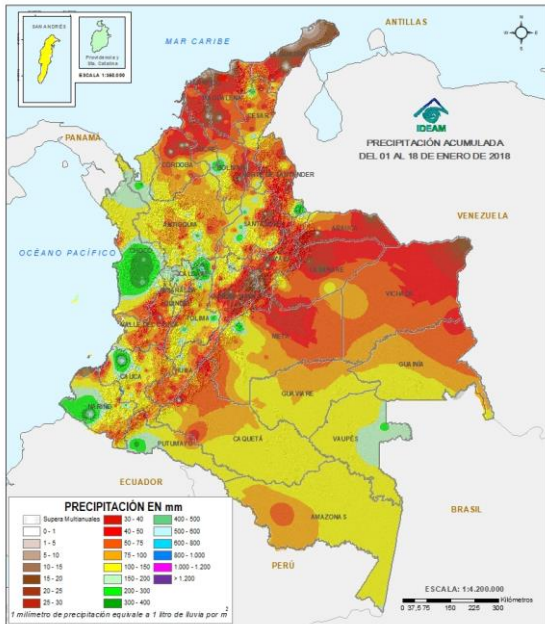 SAN ANDRÉS
Providencia y
Sta. Catalina
ESCALA 1:560.000
ANTILLAS
MAR CARIBE
N
IDEAM
PRECIPITACIÓN ACUMULADA
DEL 01 AL 18 DE ENERO DE 2018
PANAMÁ
VENEZUELA
OCÉANO PACÍFICO
CESAR
CÓRDOBA
ANTIOQUIA
ARAUCA
CHOCÓ
CALDAS
CASANARE
VICHADA
TOLIMA
VALLE DEL CAUCA
META
GUAINÍA
HUILA
CAUCA
GUAVIARE
NARIÑO
PUTUMAYO
CAQUETÁ
VAUPÉS
ECUADOR
AMAZONAS
BRASIL
PERÚ
PRECIPITACIÓN EN mm
Supera Multianuales
0 - 1
1 - 5
5 - 10
10 - 15
15 - 20
20 - 25
25 - 30
30 - 40
40 - 50
50 - 75
75 - 100
100 - 150
150 - 200
200 - 300
300 - 400
400 - 500
500 - 600
600 - 800
800 - 1.000
1.000 - 1.200
> 1.200
1 milímetro de precipitación equivale a 1 litro de lluvia por m²
ESCALA: 1:4.200.000
0 37,5 75 150 225 300 Kilómetros